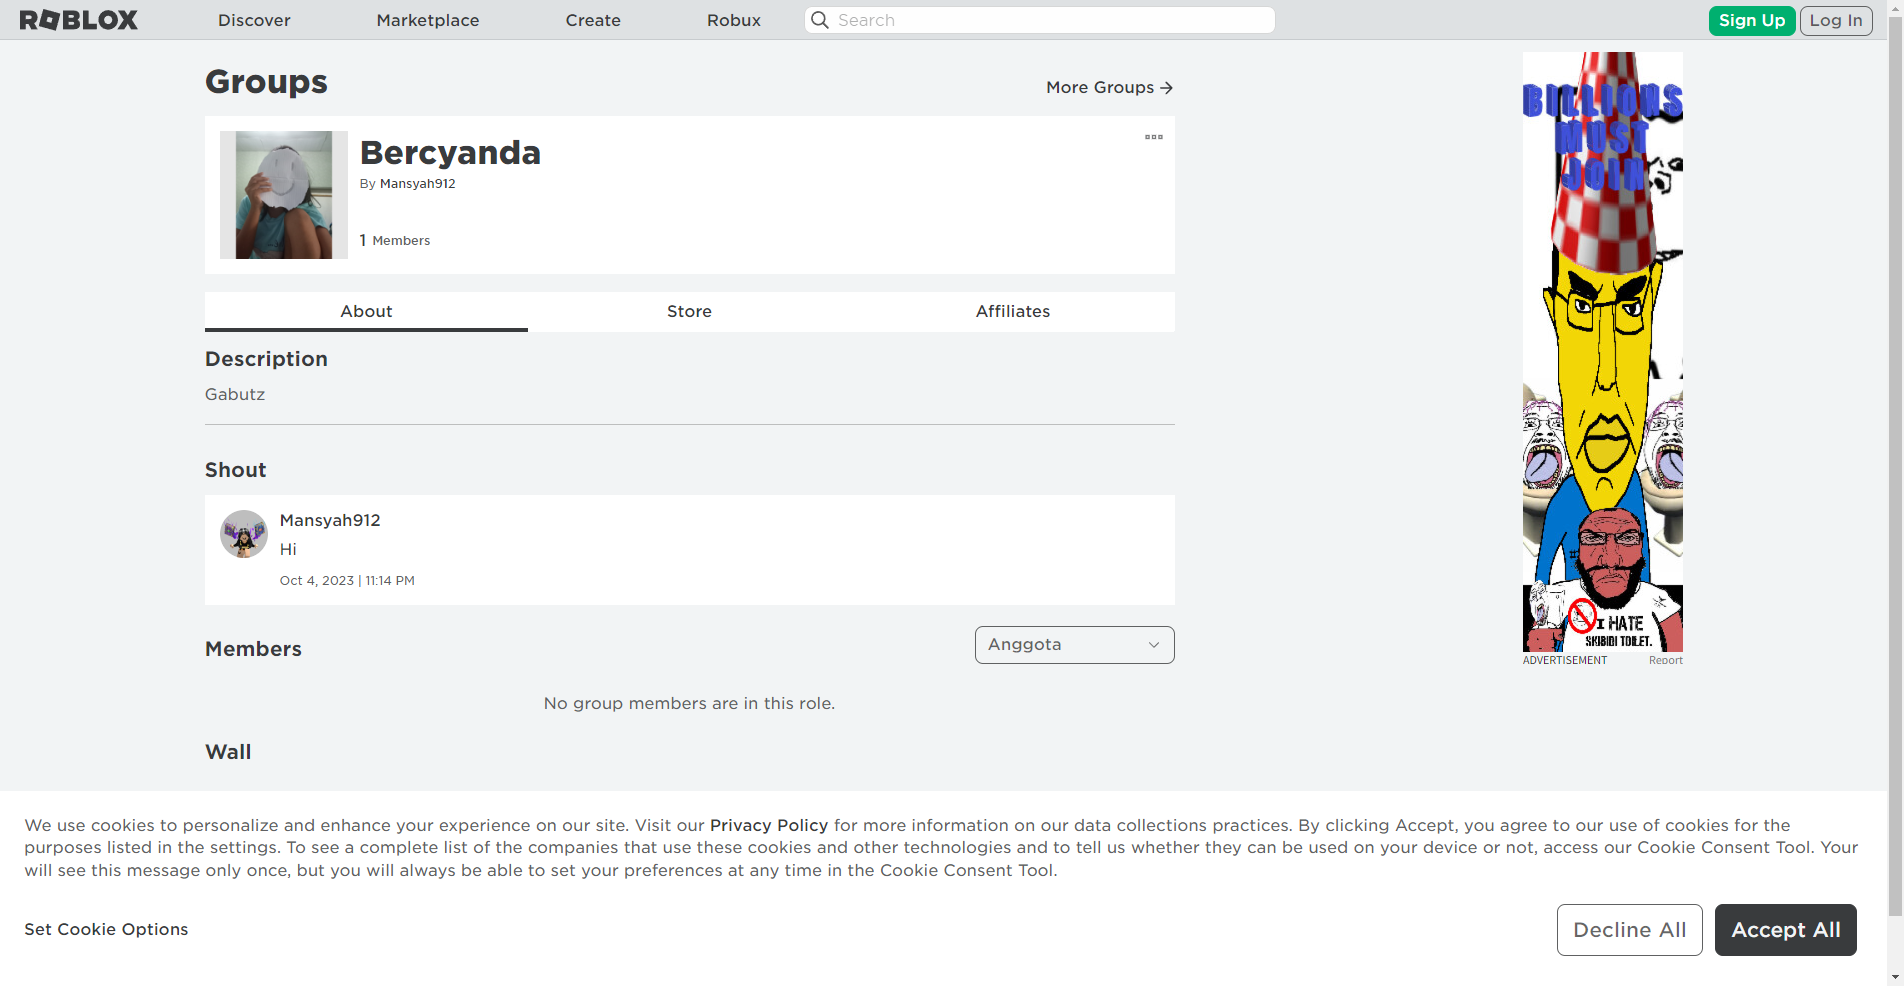 ROBLOX
Discover
Marketplace
Create
Robux
Search
Sign Up
Log In
Groups
More Groups
Bercyanda
By Mansyah912
1 Members
About
Store
Affiliates
Description
Gabutz
Shout
Mansyah912
Hi
Oct 4, 2023 | 11:14 PM
Members
Anggota
No group members are in this role.
Wall
BILLIONS
MUST
JOIN
I HATE
SKIBIDI TOILET.
ADVERTISEMENT
Report
We use cookies to personalize and enhance your experience on our site. Visit our Privacy Policy for more information on our data collections practices. By clicking Accept, you agree to our use of cookies for the
purposes listed in the settings. To see a complete list of the companies that use these cookies and other technologies and to tell us whether they can be used on your device or not, access our Cookie Consent Tool. Your
will see this message only once, but you will always be able to set your preferences at any time in the Cookie Consent Tool.
Set Cookie Options
Decline All
Accept All